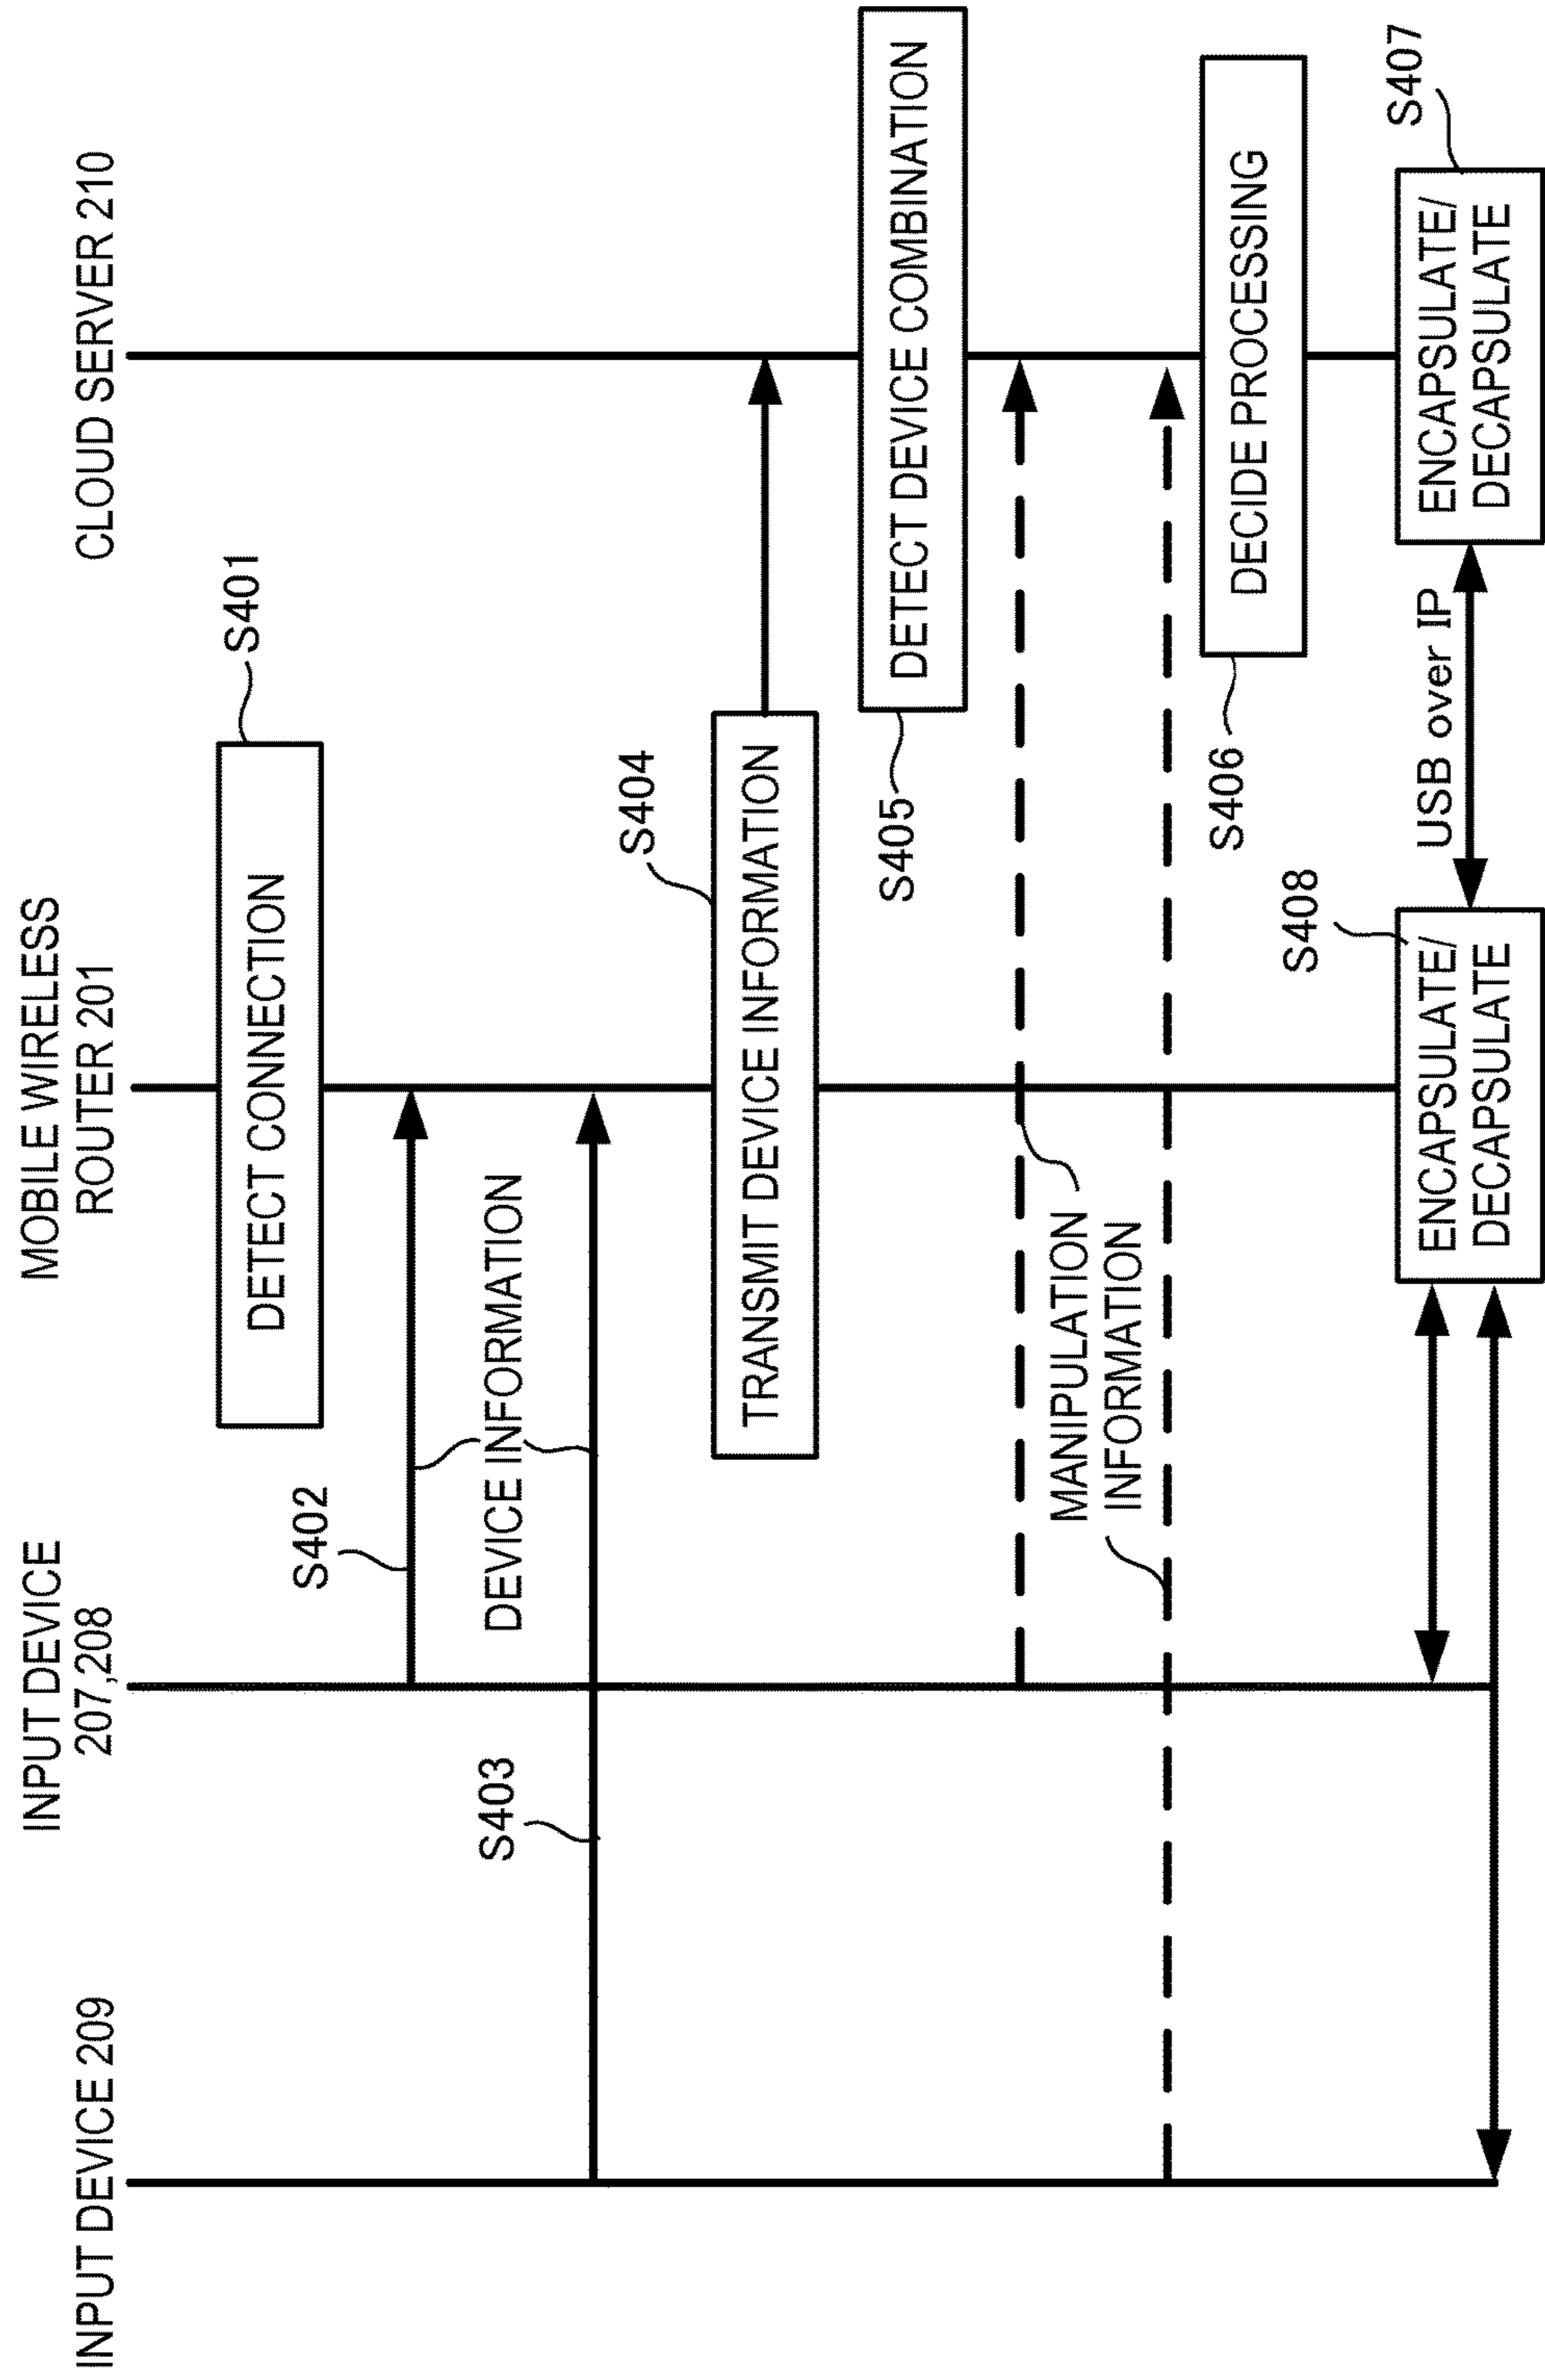 INPUT DEVICE 209
INPUT DEVICE
207,208
MOBILE WIRELESS
ROUTER 201
CLOUD SERVER 210
S401
DETECT CONNECTION
S402
DEVICE INFORMATION
S403
S404
TRANSMIT DEVICE INFORMATION
DETECT DEVICE COMBINATION
S405
MANIPULATION
INFORMATION
DECIDE PROCESSING
S406
S408
ENCAPSULATE/
DECAPSULATE
USB over IP
S407
ENCAPSULATE/
DECAPSULATE